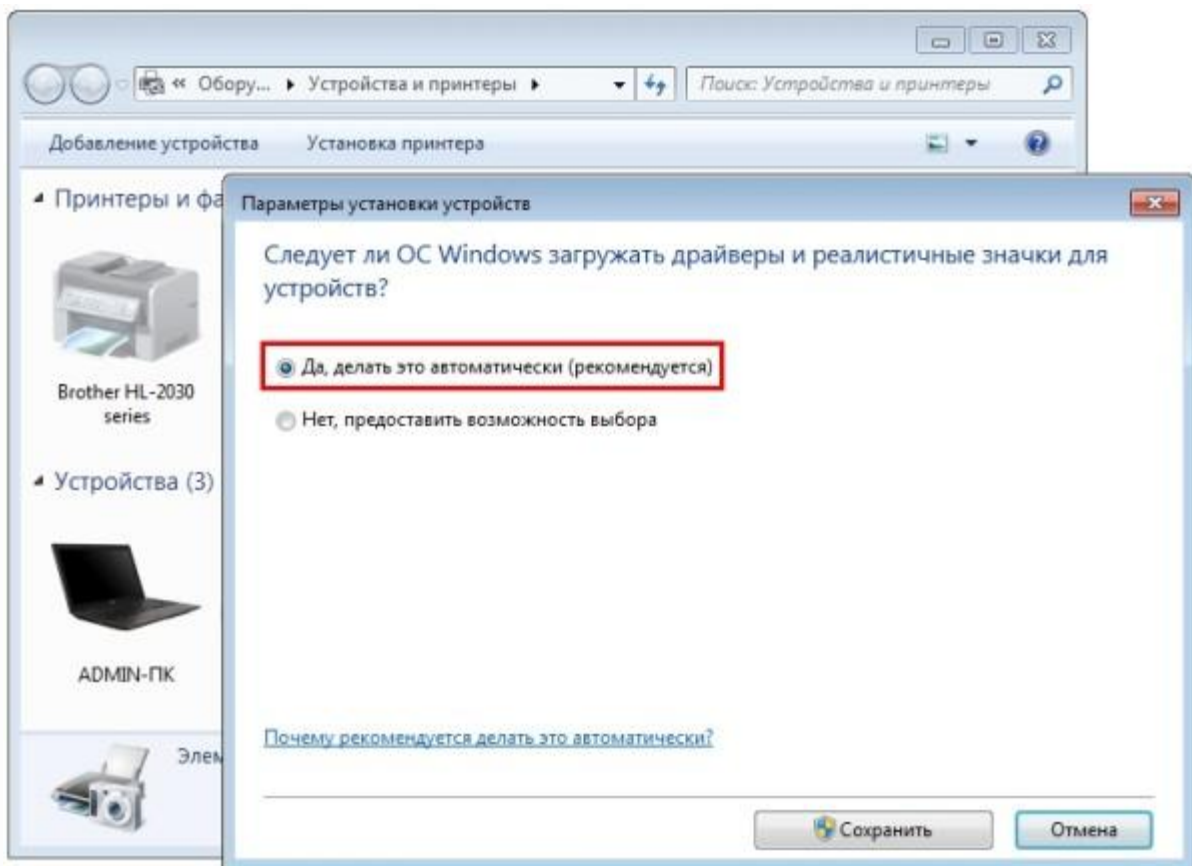 « Обору... ▸ Устройства и принтеры ▸
Поиск: Устройства и принтеры
Добавление устройства Установка принтера
Принтеры и фа
Brother HL-2030
series
Устройства (3)
ADMIN-ПК
Элем
Параметры установки устройств
Следует ли ОС Windows загружать драйверы и реалистичные значки для
устройств?
Да, делать это автоматически (рекомендуется)
Нет, предоставить возможность выбора
Почему рекомендуется делать это автоматически?
Сохранить Отмена